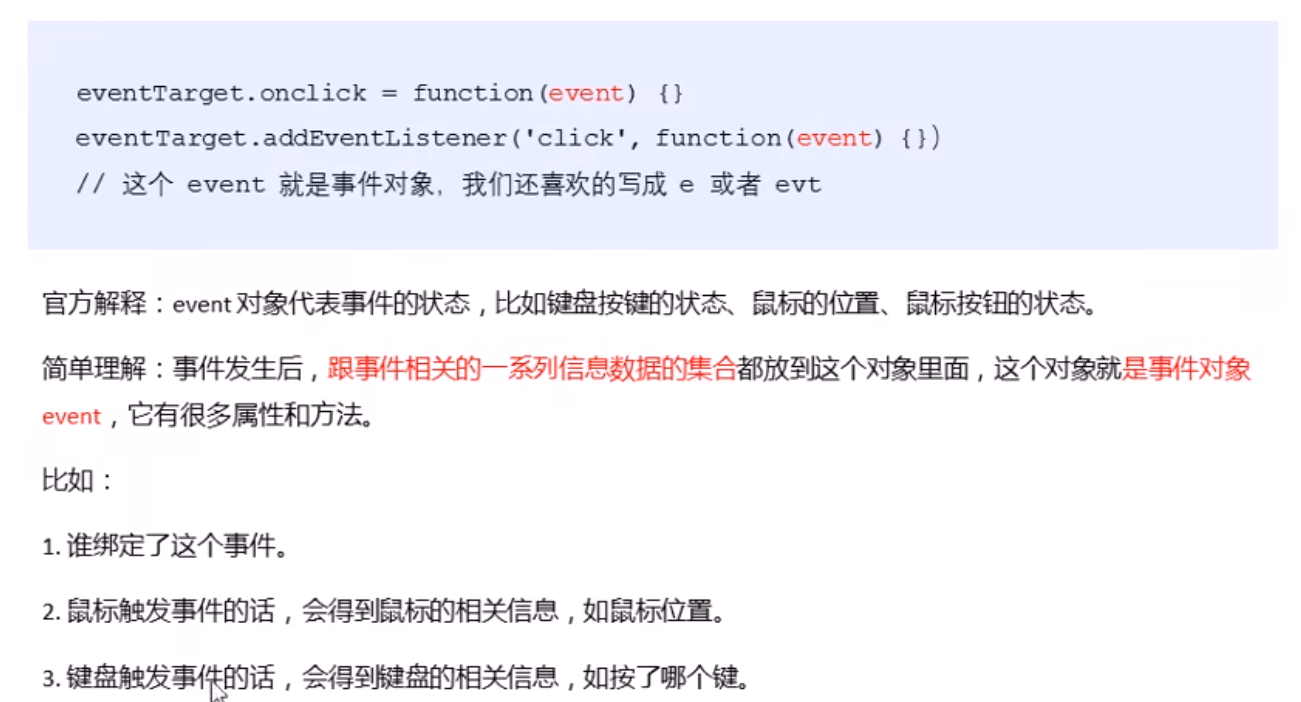 eventTarget.onclick = function(event) {}
eventTarget.addEventListener('click', function(event) {})
// 这个 event 就是事件对象，我们还喜欢的写成 e 或者 evt
官方解释：event 对象代表事件的状态，比如键盘按键的状态、鼠标的位置、鼠标按钮的状态。
简单理解：事件发生后，跟事件相关的一系列信息数据的集合都放到这个对象里面，这个对象就是事件对象
event，它有很多属性和方法。
比如：
1. 谁绑定了这个事件。
2. 鼠标触发事件的话，会得到鼠标的相关信息，如鼠标位置。
3. 键盘触发事件的话，会得到键盘的相关信息，如按了哪个键。